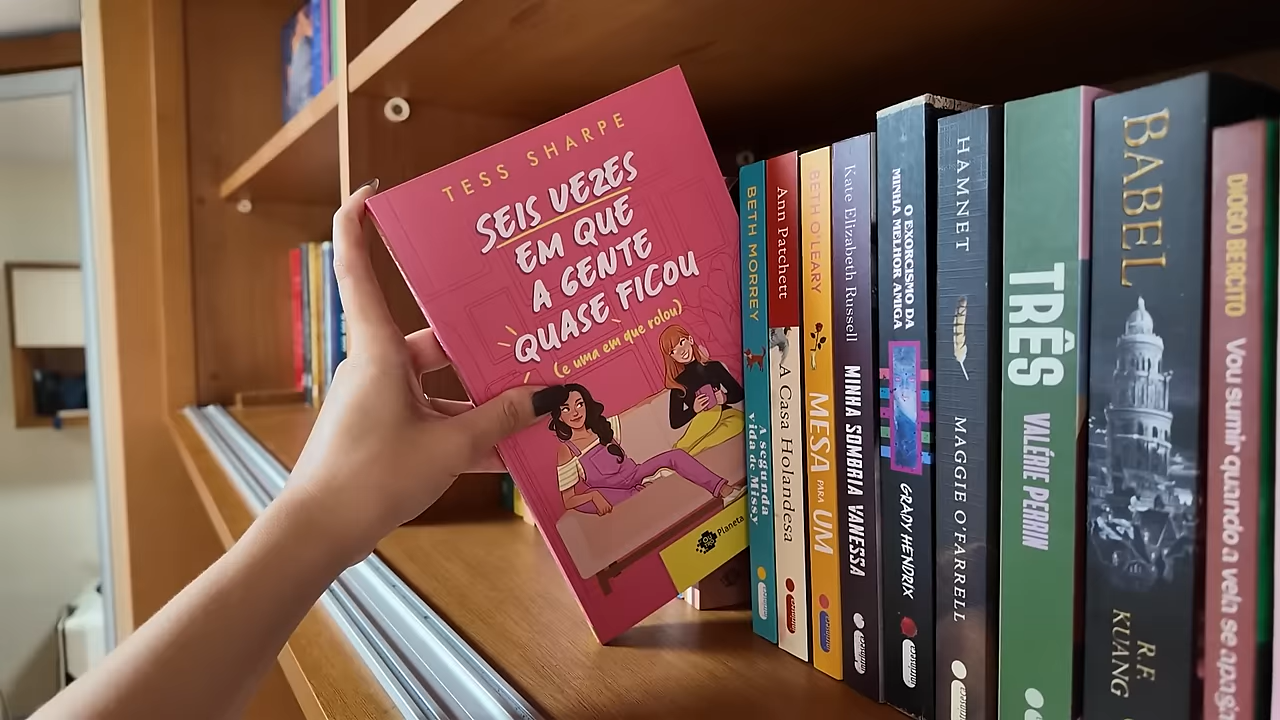 TESS SHARPE
SEIS VEZES
EM QUE
A GENTE
QUASE FICOU
(e uma em que rolou)
Planeta
BETH MORREY
A segunda
vida de Missy
Ann Patchett
A Casa Holandesa
BETH O'LEARY
MESA PARA UM
Kate Elizabeth Russell
MINHA SOMBRIA VANESSA
O EXORCISMO DA
MINHA MELHOR AMIGA
GRADY HENDRIX
HAMNET
MAGGIE O'FARRELL
TRÊS
VALÉRIE PERRIN
BABEL
R.F.
KUANG
DIOGO BERCITO
Vou sumir quando a vela se apag